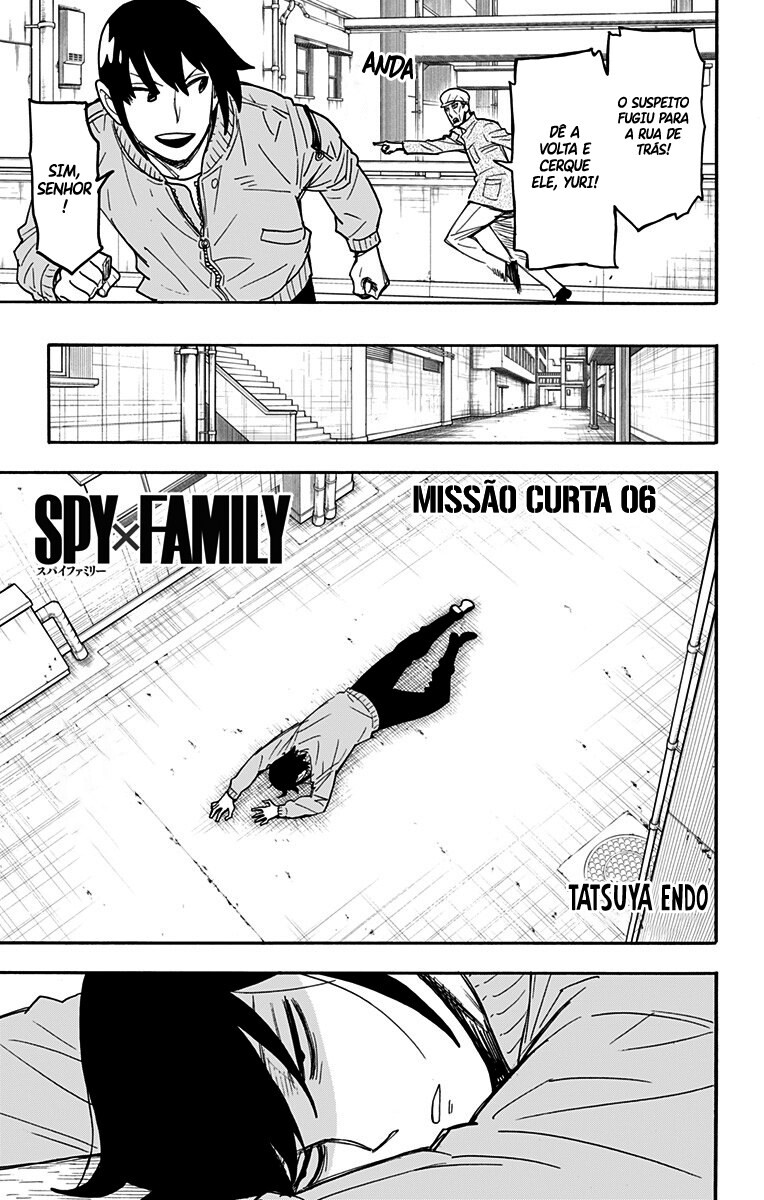 O SUSPEITO
FUGIU PARA
A RUA DE
TRÁS!
DÊ A
VOLTA E
CERQUE
ELE, YURI!
ANDA
SIM,
SENHOR
!
SPY×FAMILY
スパイファミリー
MISSÃO CURTA 06
TATSUYA ENDO